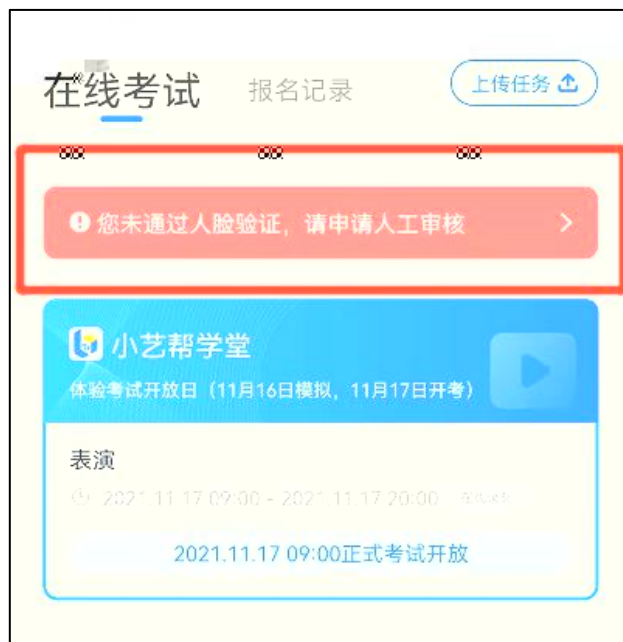 在线考试 报名记录 上传任务
您未通过人脸验证，请申请人工审核
小艺帮学堂
体验考试开放日（11月16日模拟，11月17日开考）
表演
2021.11.17 09:00 - 2021.11.17 20:00
2021.11.17 09:00正式考试开放